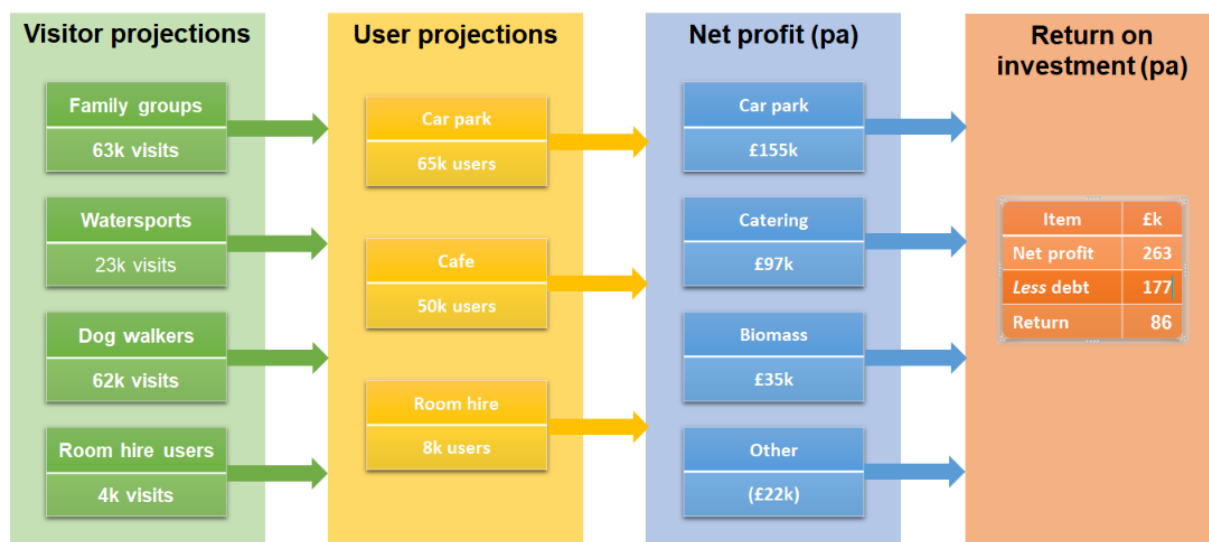 Visitor projections
Family groups
63k visits
Watersports
23k visits
Dog walkers
62k visits
Room hire users
4k visits
User projections
Car park
65k users
Cafe
50k users
Room hire
8k users
Net profit (pa)
Car park
£155k
Catering
£97k
Biomass
£35k
Other
(£22k)
Return on
investment (pa)
Item £k
Net profit 263
Less debt 177
Return 86